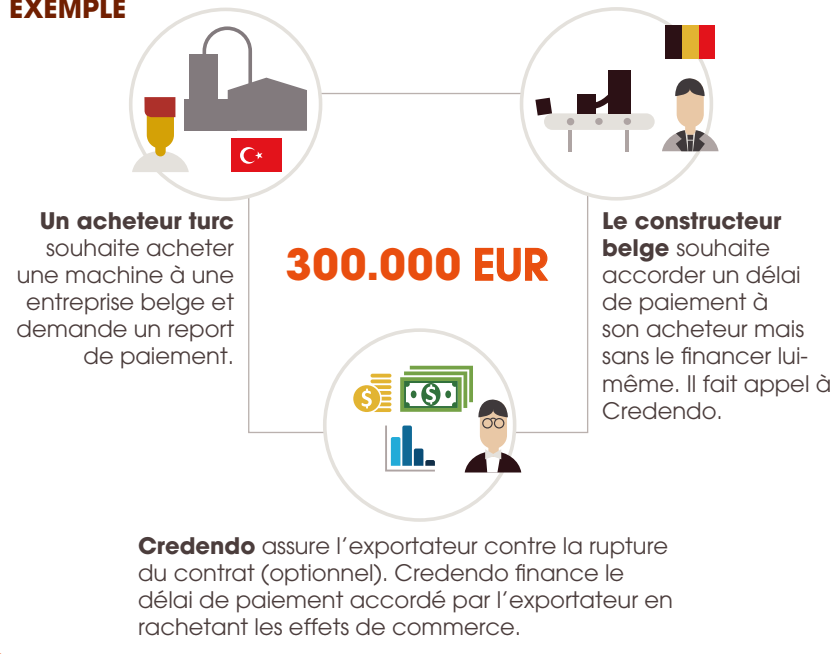 EXEMPLE
Un acheteur turc
souhaite acheter
une machine à une
entreprise belge et
demande un report
de paiement.
300.000 EUR
Le constructeur
belge souhaite
accorder un délai
de paiement à
son acheteur mais
sans le financer lui-
même. Il fait appel à
Credendo.
$
$
Credendo assure l’exportateur contre la rupture
du contrat (optionnel). Credendo finance le
délai de paiement accordé par l’exportateur en
rachetant les effets de commerce.